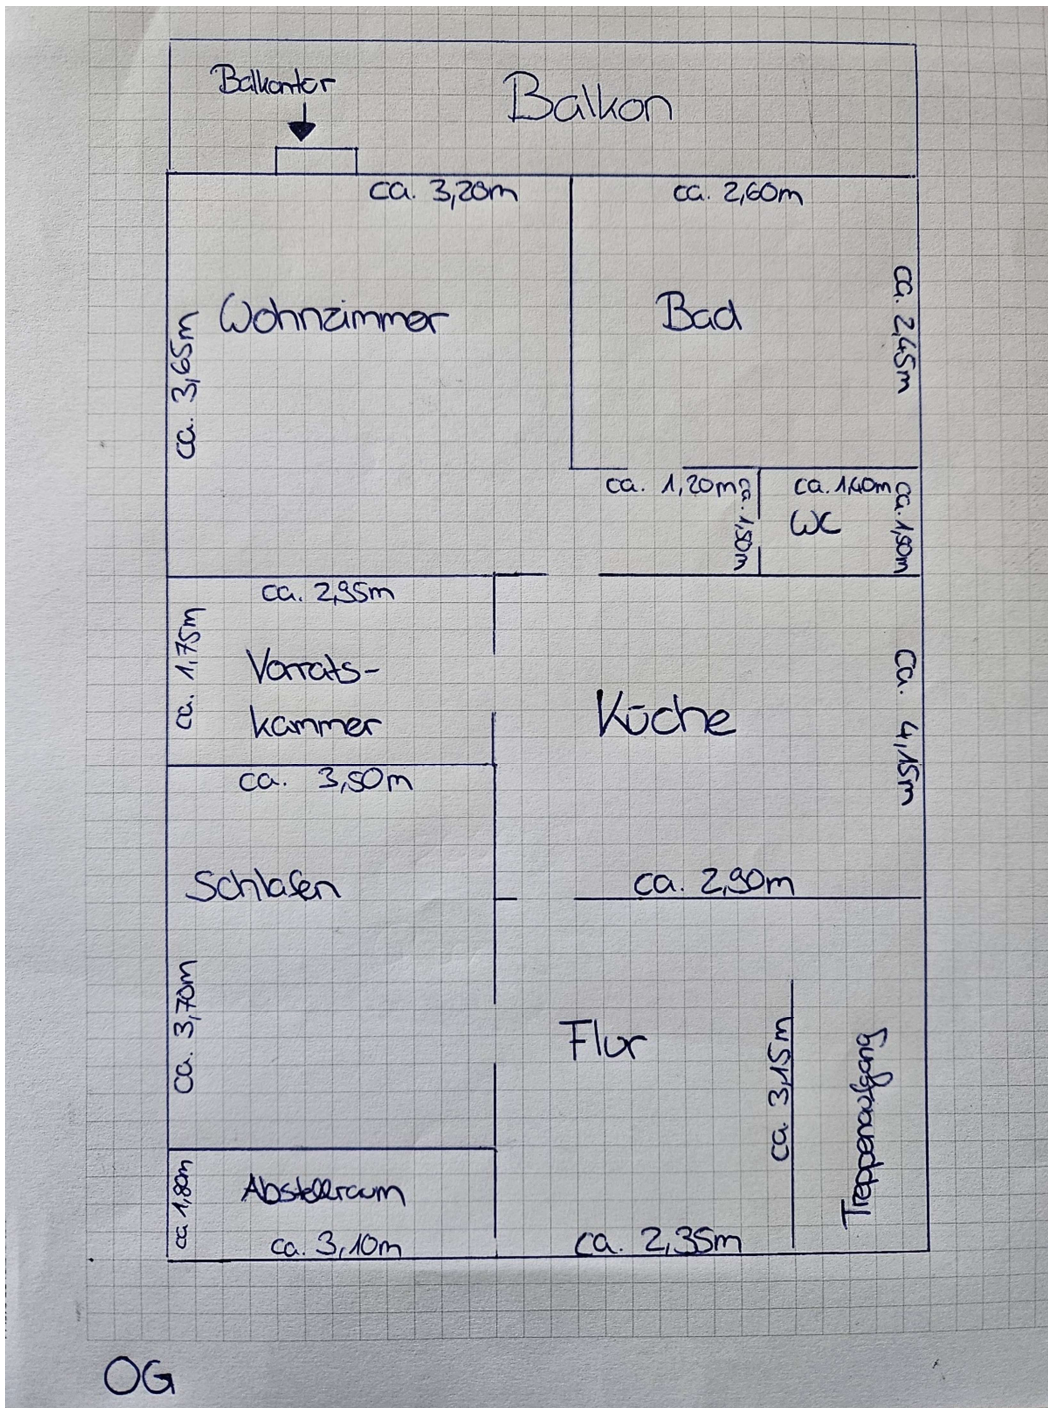 Balkontür
Balkon
ca. 3,20m
ca. 2,60m
ca. 3,65m
Wohnzimmer
Bad
ca. 2,45m
ca. 1,20m
ca. 1,50m
ca. 1,40m
WC
ca. 1,50m
ca. 2,95m
ca. 1,75m
Vorrats-
kammer
Küche
ca. 4,15m
ca. 3,50m
Schlafen
ca. 2,90m
ca. 3,70m
Flur
ca. 3,15m
Treppenaufgang
ca 1,80m
Abstellraum
ca. 3,10m
ca. 2,35m
OG